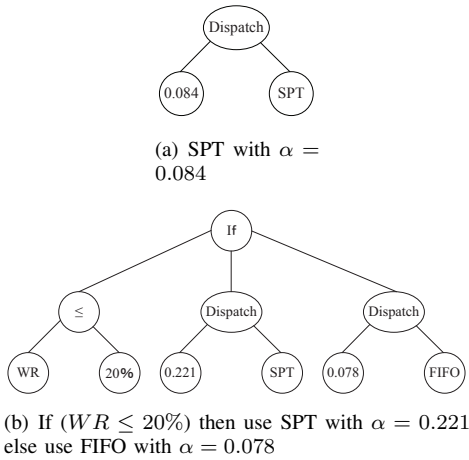 Dispatch
0.084 SPT
(a) SPT with α =
0.084
If
≤ Dispatch Dispatch
WR 20% 0.221 SPT 0.078 FIFO
(b) If (WR ≤ 20%) then use SPT with α = 0.221
else use FIFO with α = 0.078